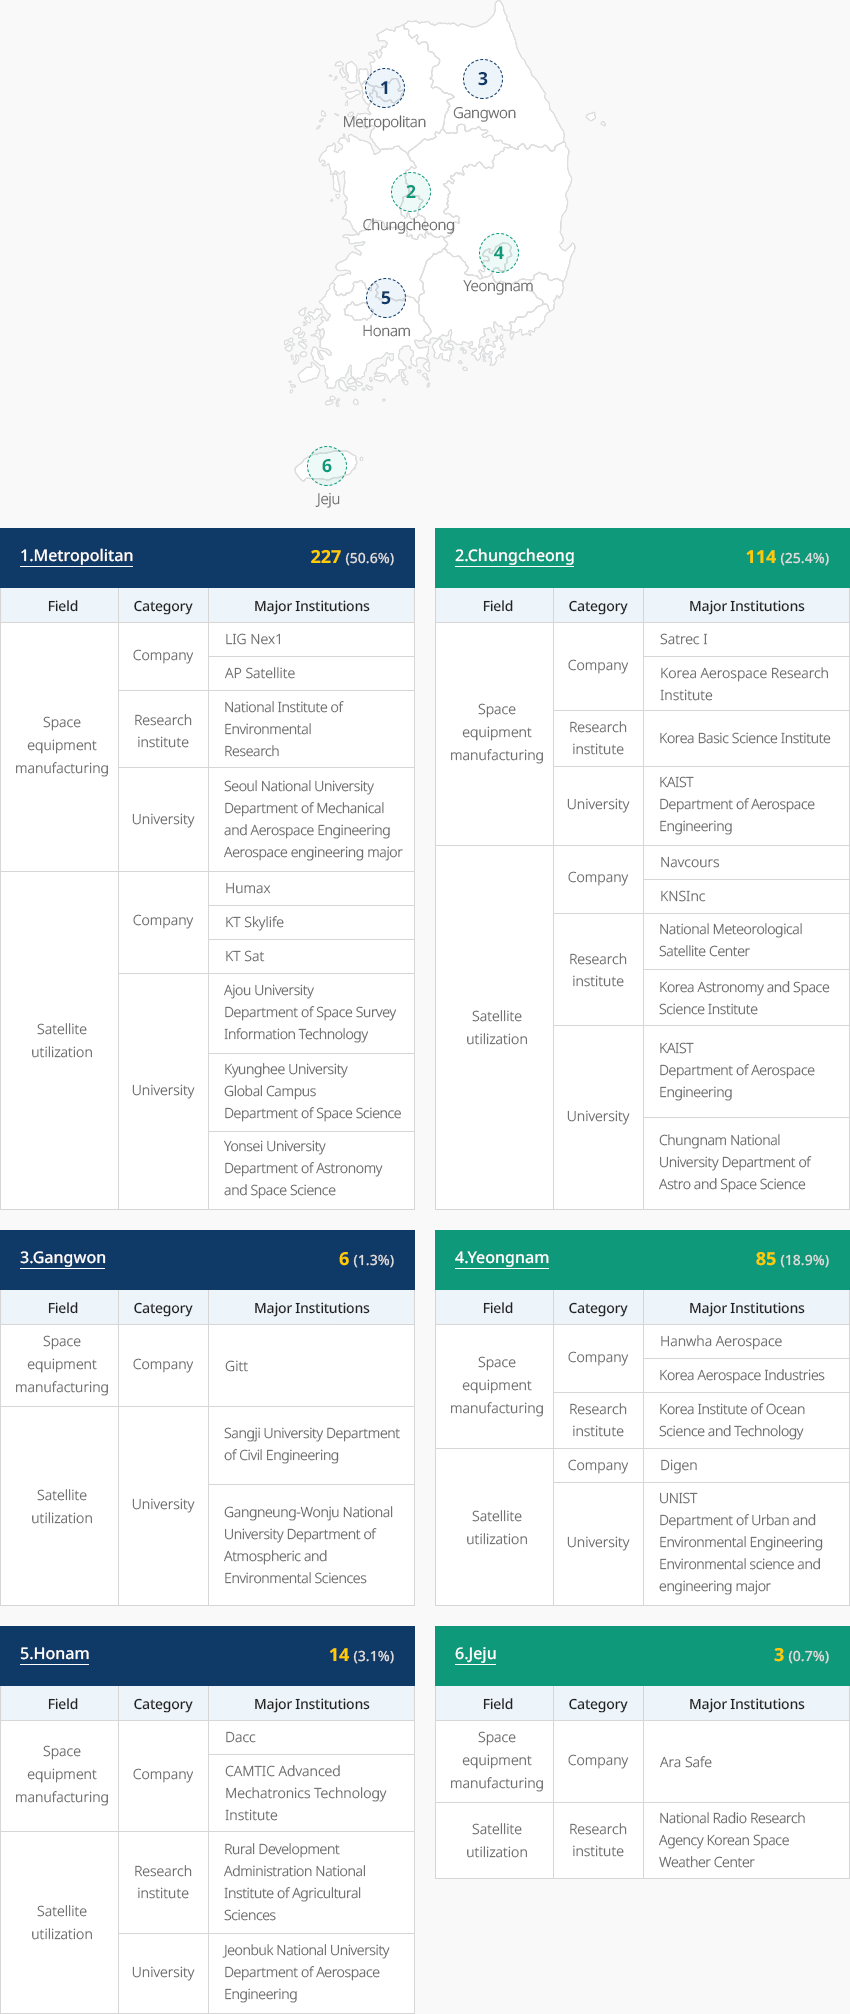 1
Metropolitan
3
Gangwon
2
Chungcheong
4
Yeongnam
5
Honam
6
Jeju
1.Metropolitan 227 (50.6%)
Field Category Major Institutions
Space
equipment
manufacturing
Company
LIG Nex1
AP Satellite
Research
institute
National Institute of
Environmental
Research
University
Seoul National University
Department of Mechanical
and Aerospace Engineering
Aerospace engineering major
Satellite
utilization
Company
Humax
KT Skylife
KT Sat
University
Ajou University
Department of Space Survey
Information Technology
Kyunghee University
Global Campus
Department of Space Science
Yonsei University
Department of Astronomy
and Space Science
2.Chungcheong 114 (25.4%)
Field Category Major Institutions
Space
equipment
manufacturing
Company
Satrec I
Korea Aerospace Research
Institute
Research
institute
Korea Basic Science Institute
University
KAIST
Department of Aerospace
Engineering
Satellite
utilization
Company
Navcours
KNSInc
Research
institute
National Meteorological
Satellite Center
Korea Astronomy and Space
Science Institute
University
KAIST
Department of Aerospace
Engineering
Chungnam National
University Department of
Astro and Space Science
3.Gangwon 6 (1.3%)
Field Category Major Institutions
Space
equipment
manufacturing
Company
Gitt
Satellite
utilization
University
Sangji University Department
of Civil Engineering
Gangneung-Wonju National
University Department of
Atmospheric and
Environmental Sciences
4.Yeongnam 85 (18.9%)
Field Category Major Institutions
Space
equipment
manufacturing
Company
Hanwha Aerospace
Korea Aerospace Industries
Research
institute
Korea Institute of Ocean
Science and Technology
Satellite
utilization
Company
Digen
University
UNIST
Department of Urban and
Environmental Engineering
Environmental science and
engineering major
5.Honam 14 (3.1%)
Field Category Major Institutions
Space
equipment
manufacturing
Company
Dacc
CAMTIC Advanced
Mechatronics Technology
Institute
Satellite
utilization
Research
institute
Rural Development
Administration National
Institute of Agricultural
Sciences
University
Jeonbuk National University
Department of Aerospace
Engineering
6.Jeju 3 (0.7%)
Field Category Major Institutions
Space
equipment
manufacturing
Company
Ara Safe
Satellite
utilization
Research
institute
National Radio Research
Agency Korean Space
Weather Center